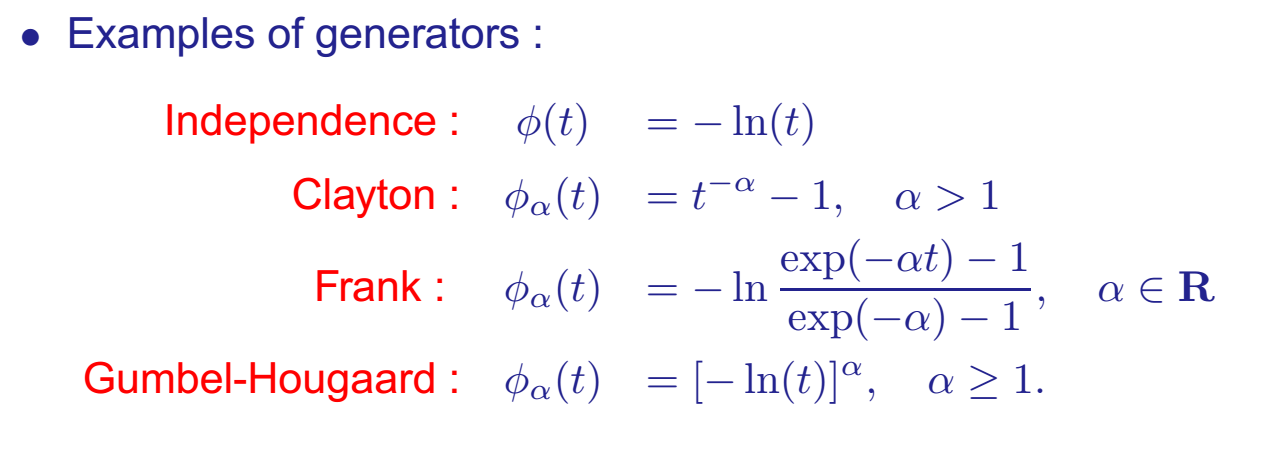 • Examples of generators :
Independence : ϕ(t) = − ln(t)
Clayton : ϕ_α(t) = t^{−α} − 1, α > 1
Frank : ϕ_α(t) = − ln \frac{exp(−αt) − 1}{exp(−α) − 1}, α ∈ R
Gumbel-Hougaard : ϕ_α(t) = [− ln(t)]^α, α ≥ 1.